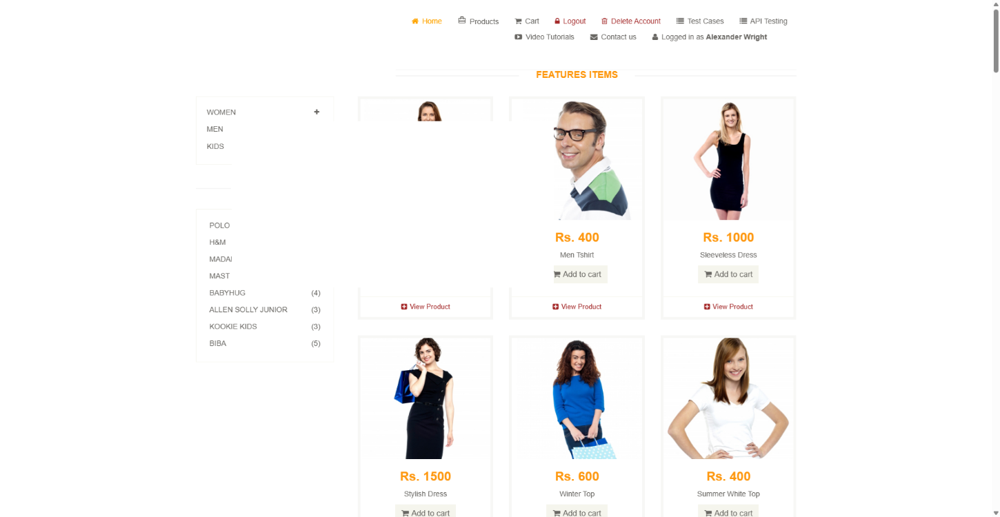 Home Products Cart Logout Delete Account Test Cases API Testing
Video Tutorials Contact us Logged in as Alexander Wright
FEATURES ITEMS
WOMEN
MEN
KIDS
POLO
H&M
MAST
BABYHUG (4)
ALLEN SOLLY JUNIOR (3)
KOOKIE KIDS (3)
BIBA (5)
Rs. 400 Rs. 1000
Men Tshirt Sleeveless Dress
Add to cart Add to cart
View Product View Product View Product
Rs. 1500 Rs. 600 Rs. 400
Stylish Dress Winter Top Summer White Top
Add to cart Add to cart Add to cart